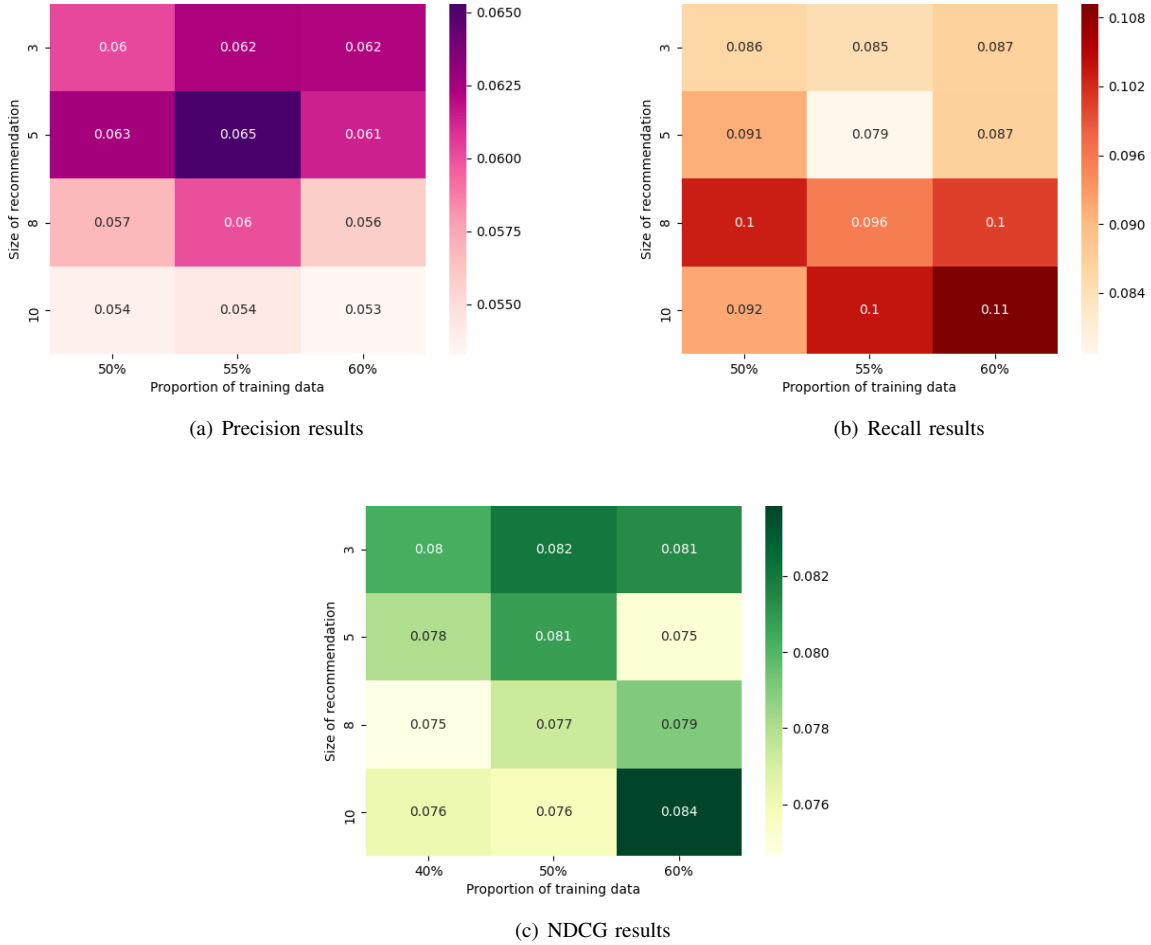 3 0.06 0.062 0.062
5 0.063 0.065 0.061
8 0.057 0.06 0.056
10 0.054 0.054 0.053
50% 55% 60%
Proportion of training data
Size of recommendation
0.0650
0.0625
0.0600
0.0575
0.0550
(a) Precision results
3 0.086 0.085 0.087
5 0.091 0.079 0.087
8 0.1 0.096 0.1
10 0.092 0.1 0.11
50% 55% 60%
Proportion of training data
Size of recommendation
0.108
0.102
0.096
0.090
0.084
(b) Recall results
3 0.08 0.082 0.081
5 0.078 0.081 0.075
8 0.075 0.077 0.079
10 0.076 0.076 0.084
40% 50% 60%
Proportion of training data
Size of recommendation
0.082
0.080
0.078
0.076
(c) NDCG results